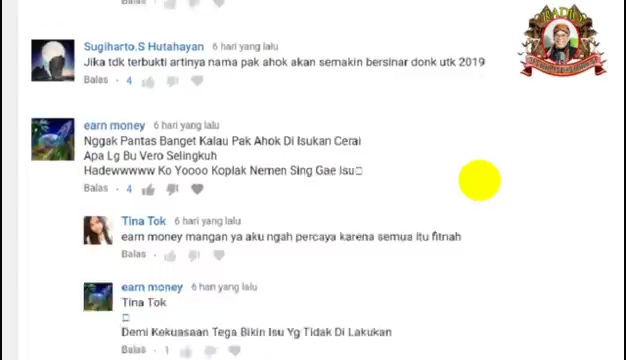 Balas
Sugiharto.S Hutahayan 6 hari yang lalu
Jika tdk terbukti artinya nama pak ahok akan semakin bersinar donk utk 2019
Balas · 4
earn money 6 hari yang lalu
Nggak Pantas Banget Kalau Pak Ahok Di Isukan Cerai
Apa Lg Bu Vero Selingkuh
Hadewwwww Ko Yoooo Koplak Nemen Sing Gae Isu
Balas · 4
Tina Tok 6 hari yang lalu
earn money mangan ya aku ngah percaya karena semua itu fitnah
Balas ·
earn money 6 hari yang lalu
Tina Tok
Demi Kekuasaan Tega Bikin Isu Yg Tidak Di Lakukan
Balas · 1